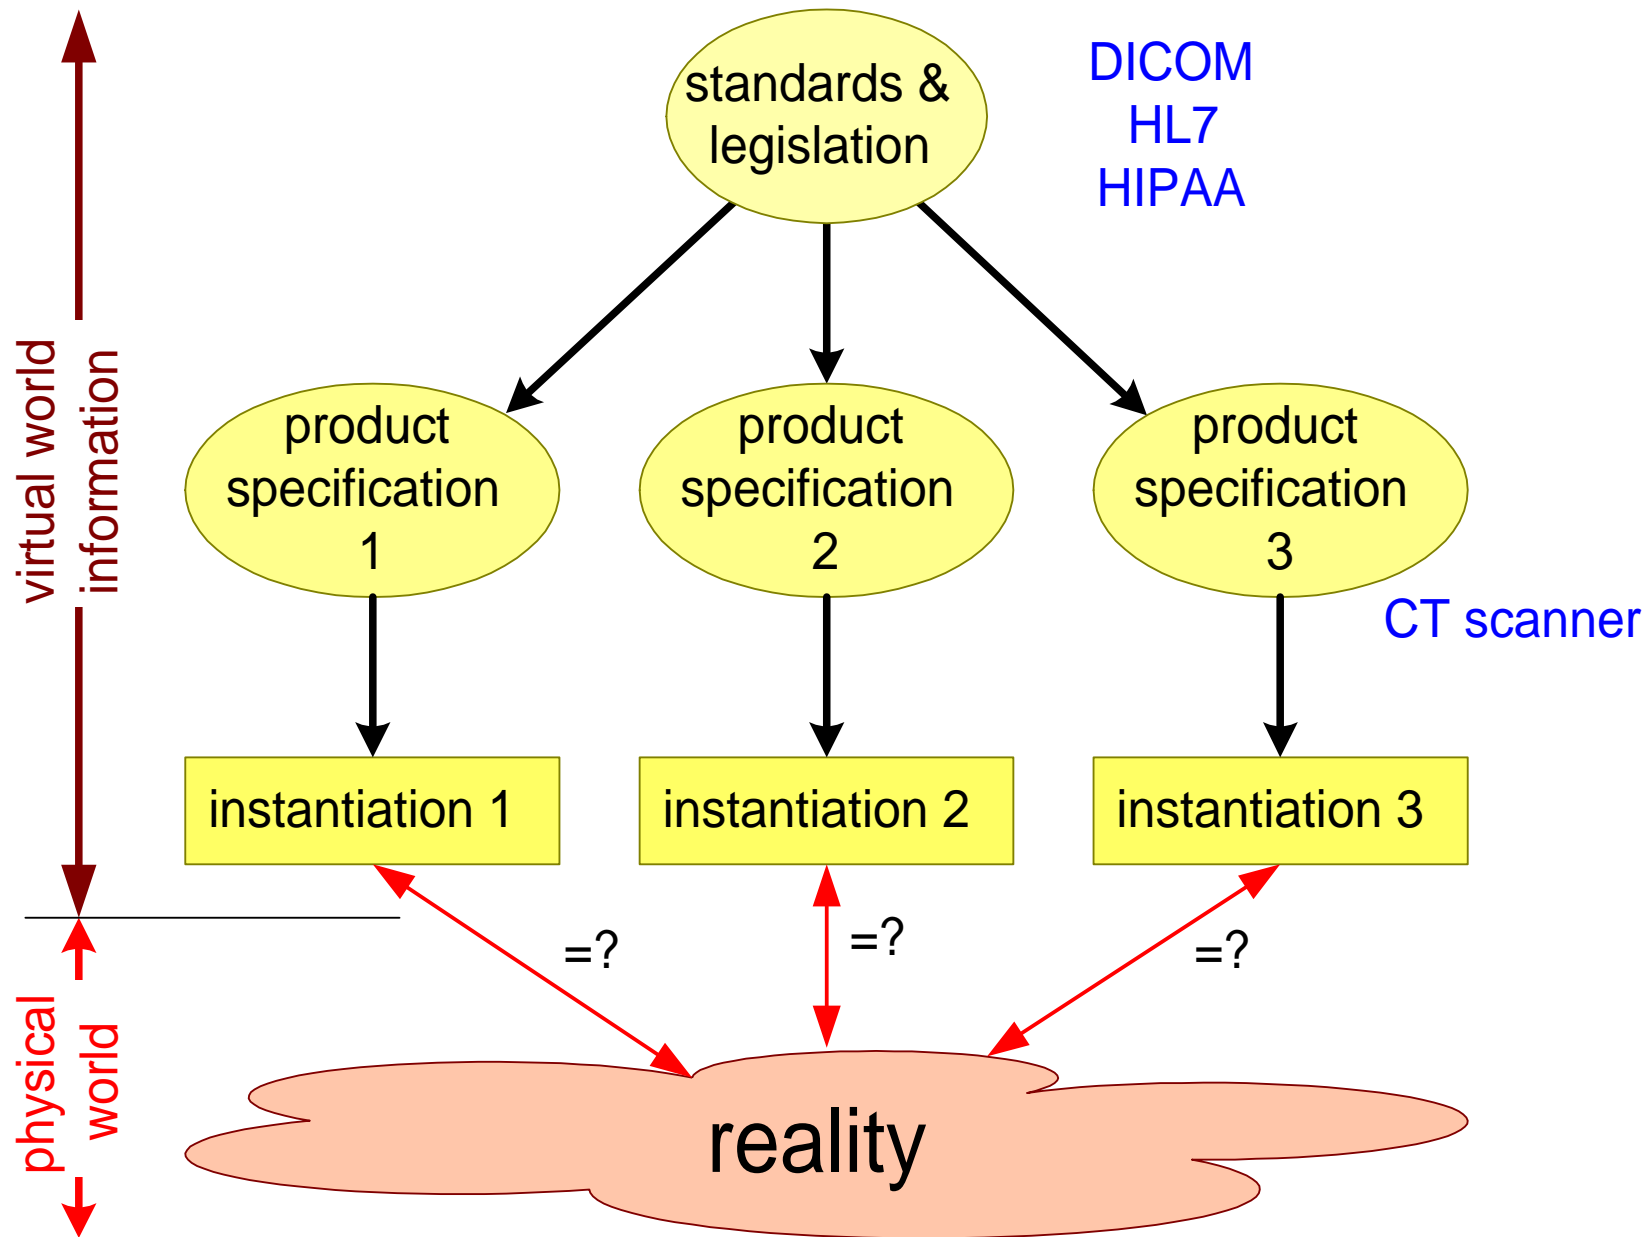 standards &
legislation
DICOM
HL7
HIPAA
virtual world
information
product
specification
1
product
specification
2
product
specification
3
CT scanner
instantiation 1
instantiation 2
instantiation 3
=?
=?
=?
physical
world
reality